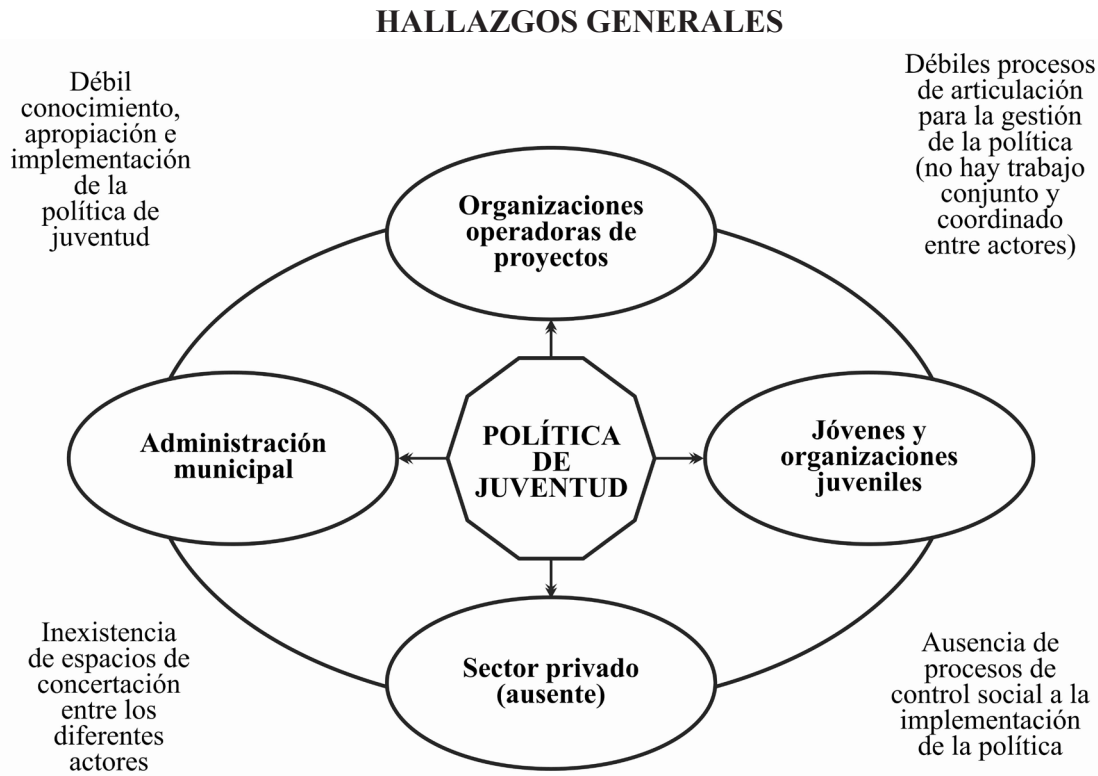 HALLAZGOS GENERALES
Débil
conocimiento,
apropiación e
implementación
de la
política de
juventud
Débiles procesos
de articulación
para la gestión
de la política
(no hay trabajo
conjunto y
coordinado
entre actores)
Organizaciones
operadoras de
proyectos
Administración
municipal
POLÍTICA
DE
JUVENTUD
Jóvenes y
organizaciones
juveniles
Sector privado
(ausente)
Inexistencia
de espacios de
concertación
entre los
diferentes
actores
Ausencia de
procesos de
control social a la
implementación
de la política